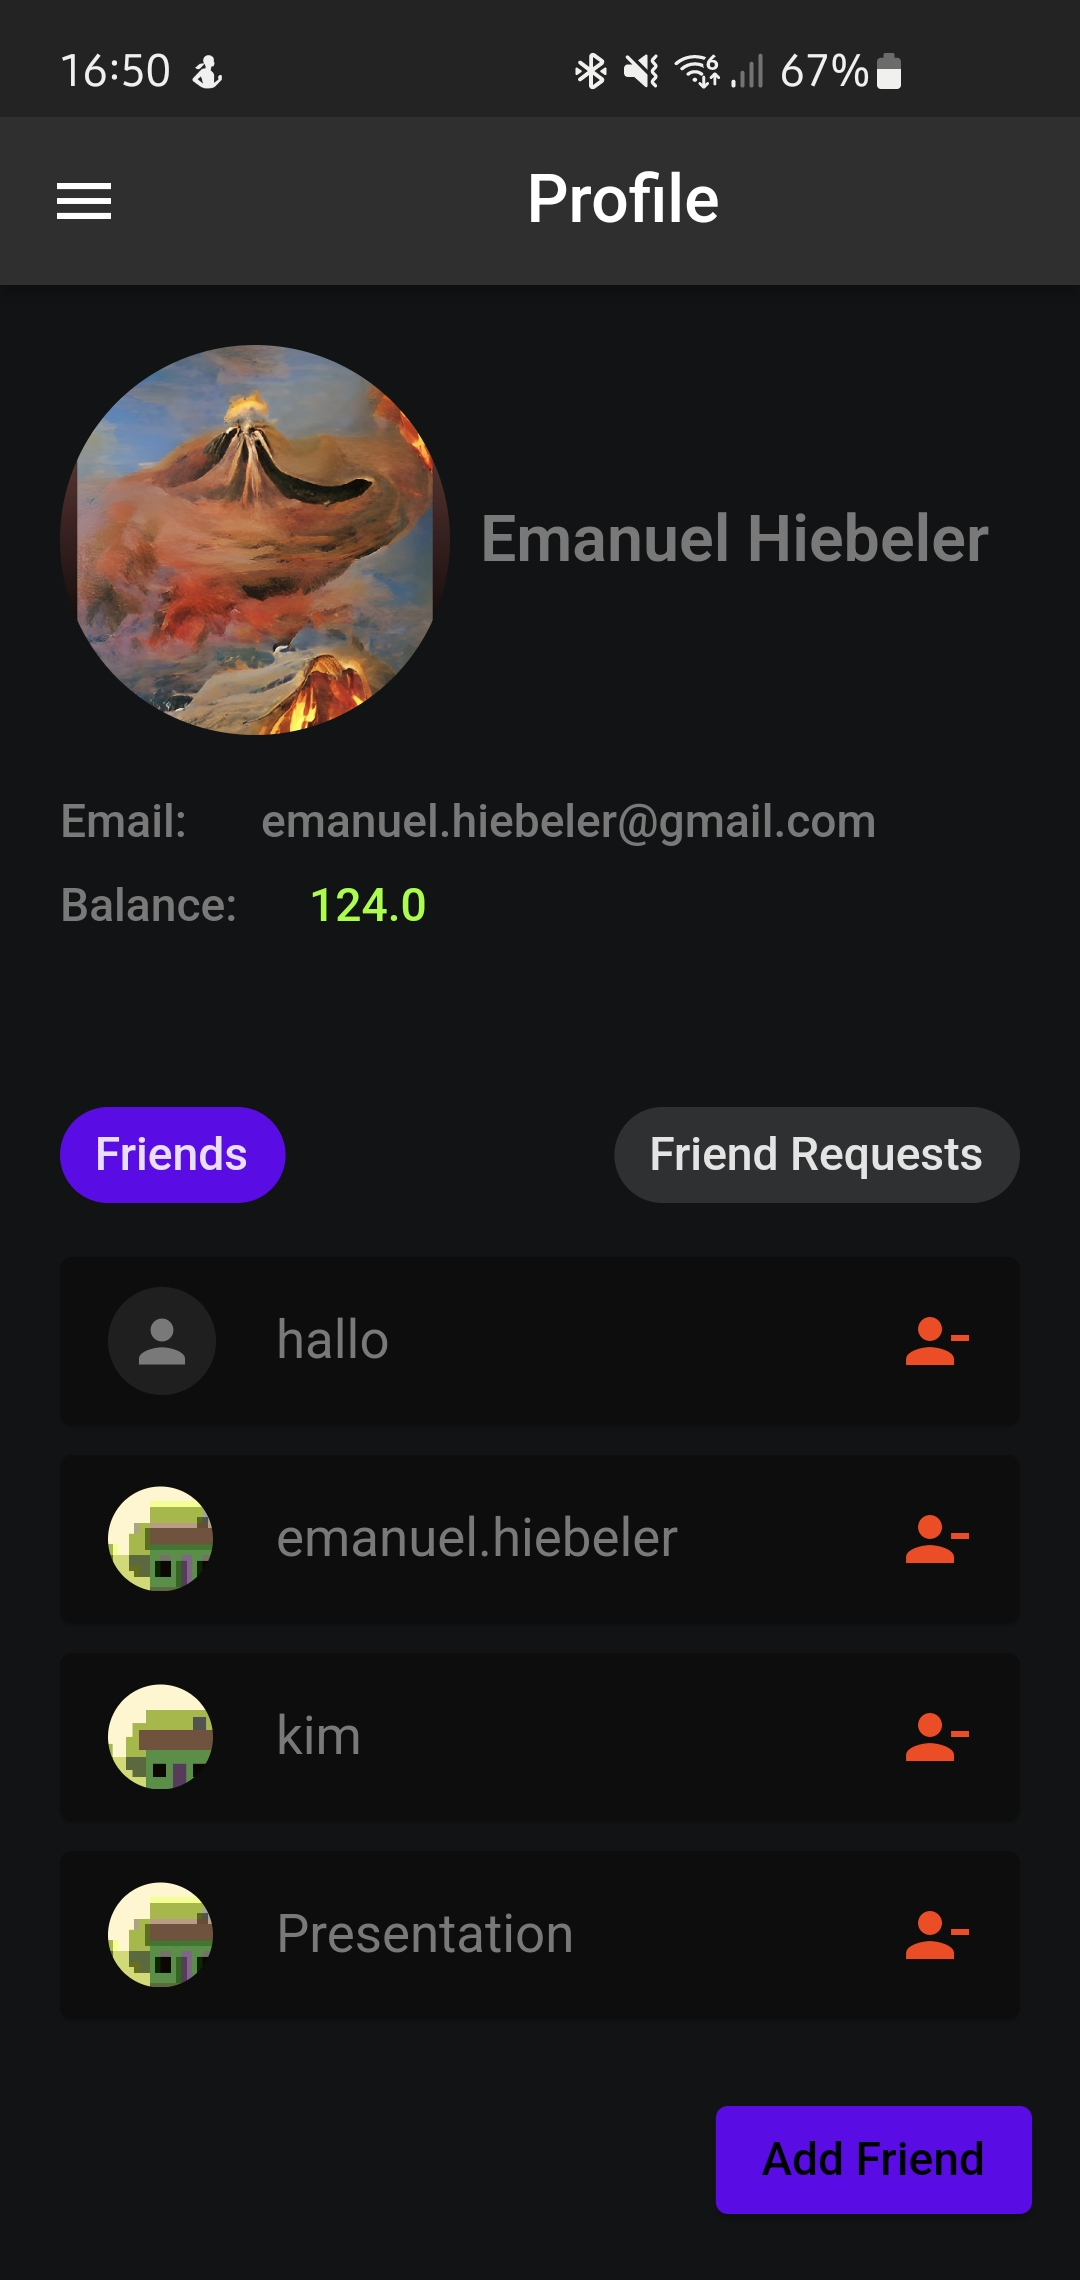 16:50 67%
Profile
Emanuel Hiebeler
Email: emanuel.hiebeler@gmail.com
Balance: 124.0
Friends Friend Requests
hallo
emanuel.hiebeler
kim
Presentation
Add Friend